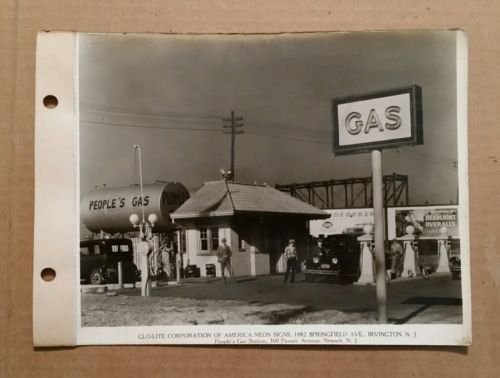 GAS
PEOPLE'S GAS
HEADLIGHT
OVERALLS
GLO-LITE CORPORATION OF AMERICA NEON SIGNS, 1082 SPRINGFIELD AVE., IRVINGTON, N. J.
People's Gas Station, 360 Passaic Avenue, Newark, N. J.